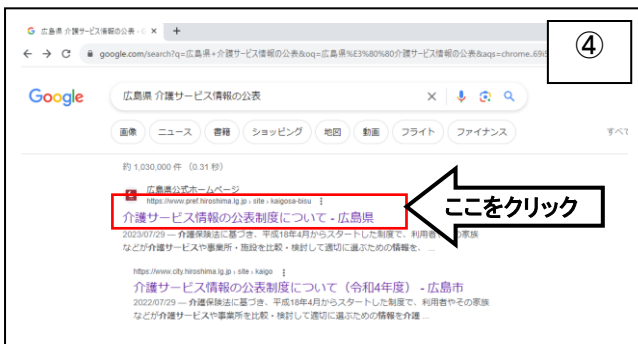 広島県 介護サービス情報の公表 - G
④
google.com/search?q=広島県+介護サービス情報の公表&oq=広島県%E3%80%80介護サービス情報の公表&aqs=chrome..69i5
Google
広島県 介護サービス情報の公表
画像 ニュース 書籍 ショッピング 地図 動画 フライト ファイナンス すべて
約 1,030,000 件 (0.31 秒)
広島県公式ホームページ
https://www.pref.hiroshima.lg.jp › site › kaigosa-bisu
介護サービス情報の公表制度について - 広島県
ここをクリック
2023/07/29 — 介護保険法に基づき、平成18年4月からスタートした制度で、利用者やその家族
などが介護サービスや事業所・施設を比較・検討して適切に選ぶための情報を、 ...
https://www.city.hiroshima.lg.jp › site › kaigo
介護サービス情報の公表制度について（令和4年度） - 広島市
2022/07/29 — 介護保険法に基づき、平成18年4月からスタートした制度で、利用者やその家族
などが介護サービスや事業所を比較・検討して適切に選ぶための情報を介護 ...